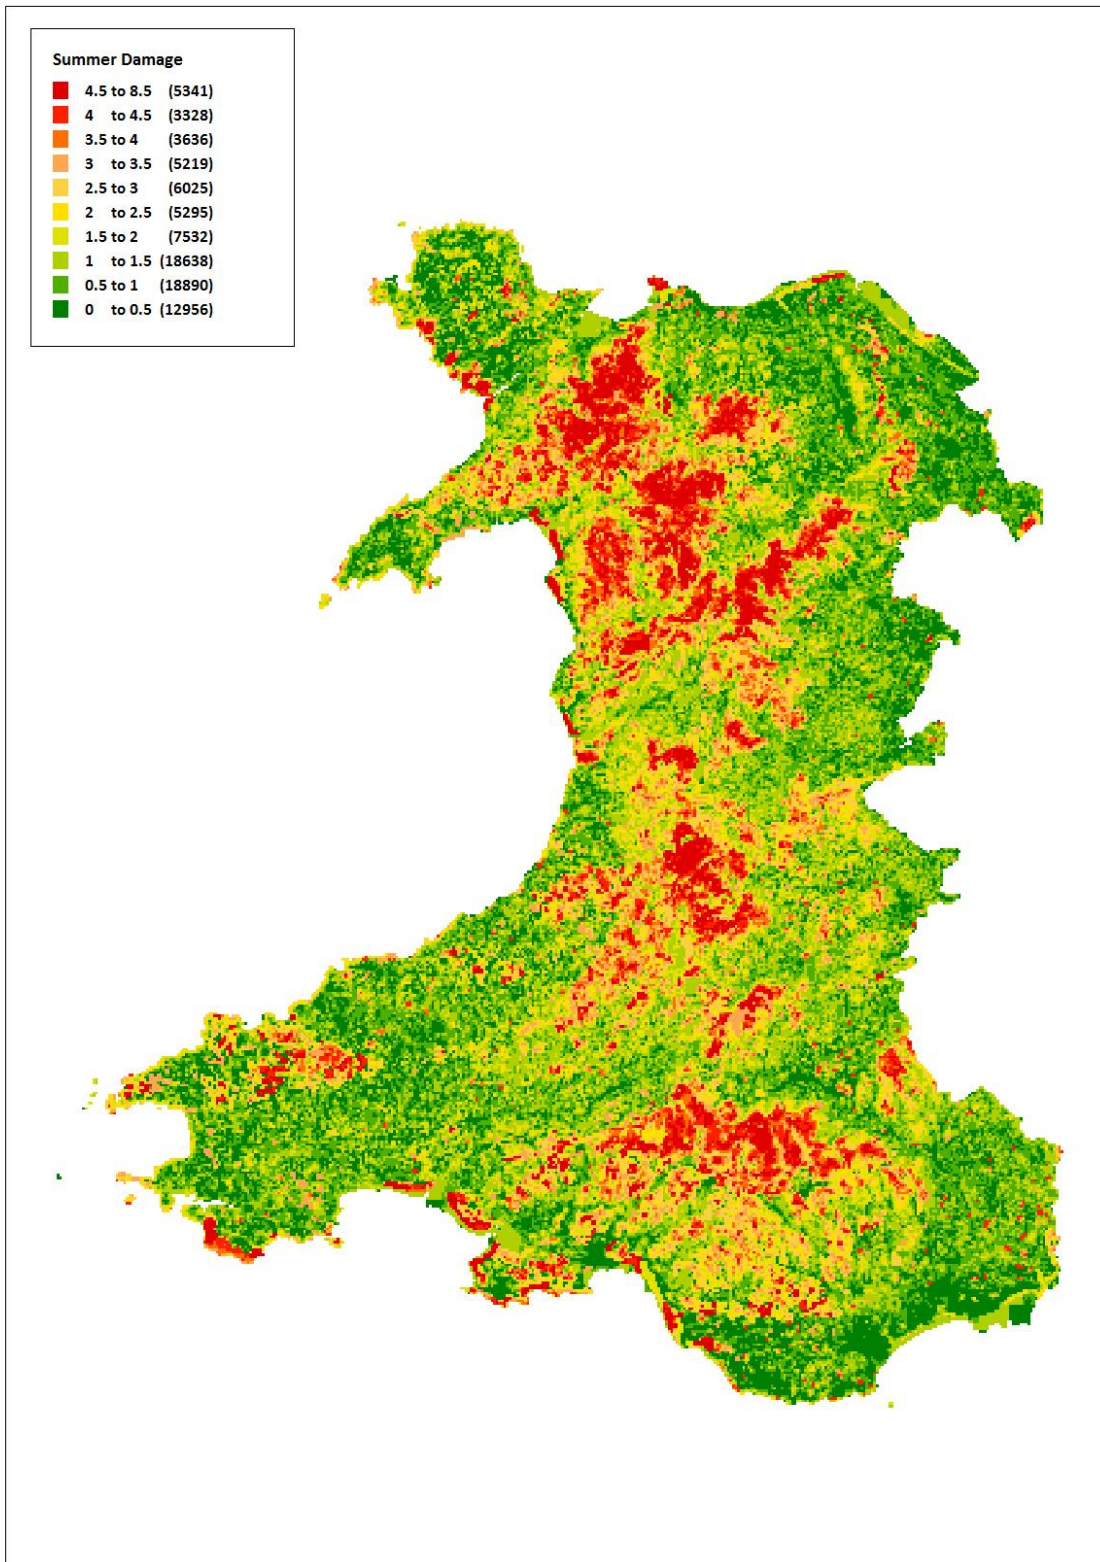 Summer Damage
4.5 to 8.5 (5341)
4 to 4.5 (3328)
3.5 to 4 (3636)
3 to 3.5 (5219)
2.5 to 3 (6025)
2 to 2.5 (5295)
1.5 to 2 (7532)
1 to 1.5 (18638)
0.5 to 1 (18890)
0 to 0.5 (12956)